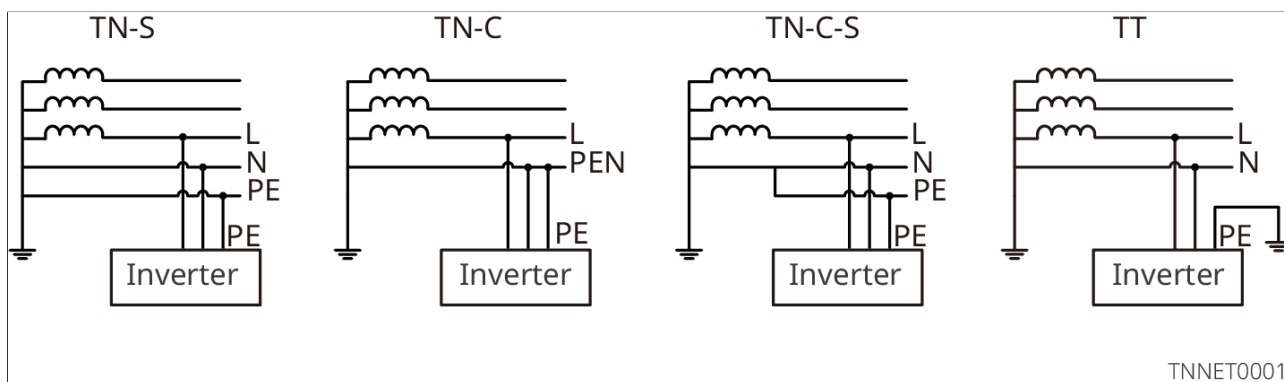 TN-S TN-C TN-C-S TT
L L L L
N PEN N N
PE PE
PE PE PE PE
Inverter Inverter Inverter Inverter
TNNET0001